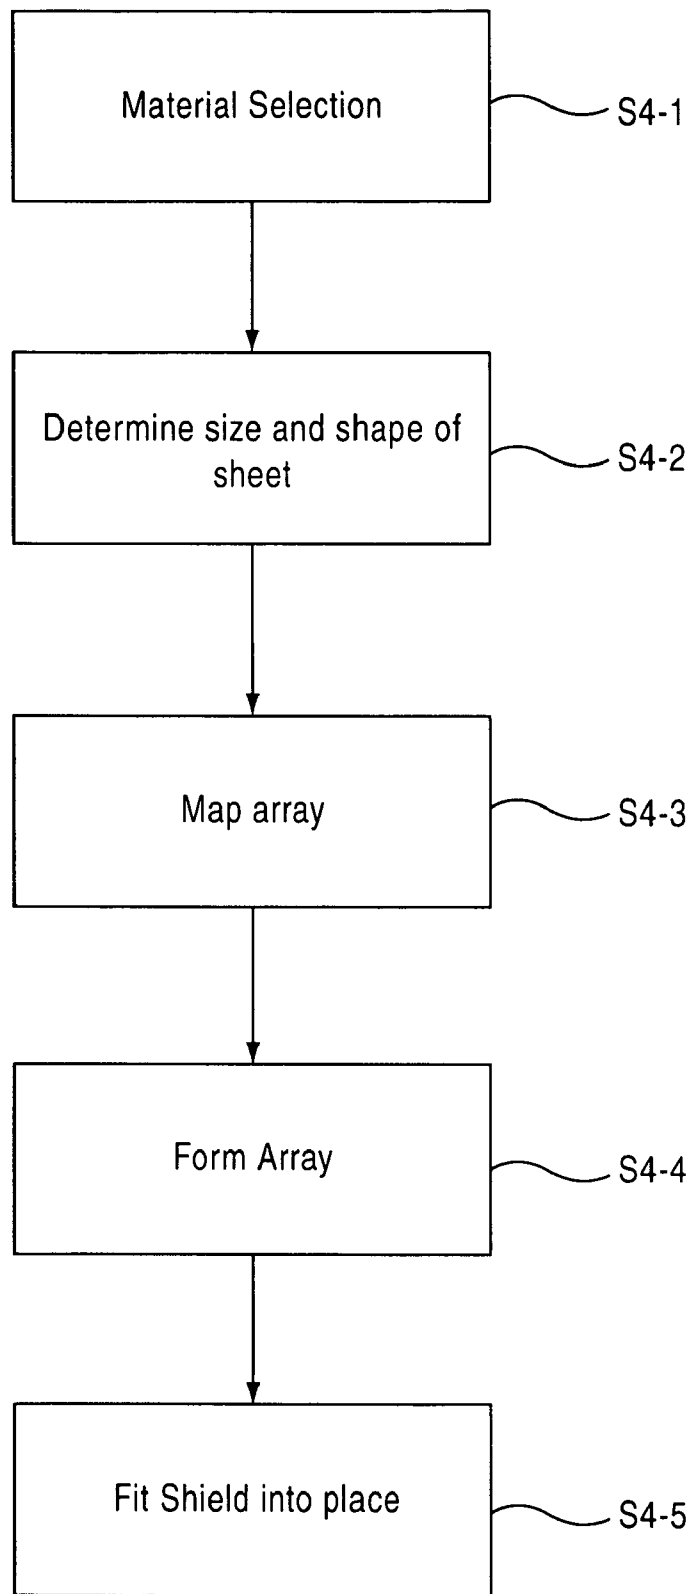 Material Selection
S4-1
Determine size and shape of
sheet
S4-2
Map array
S4-3
Form Array
S4-4
Fit Shield into place
S4-5